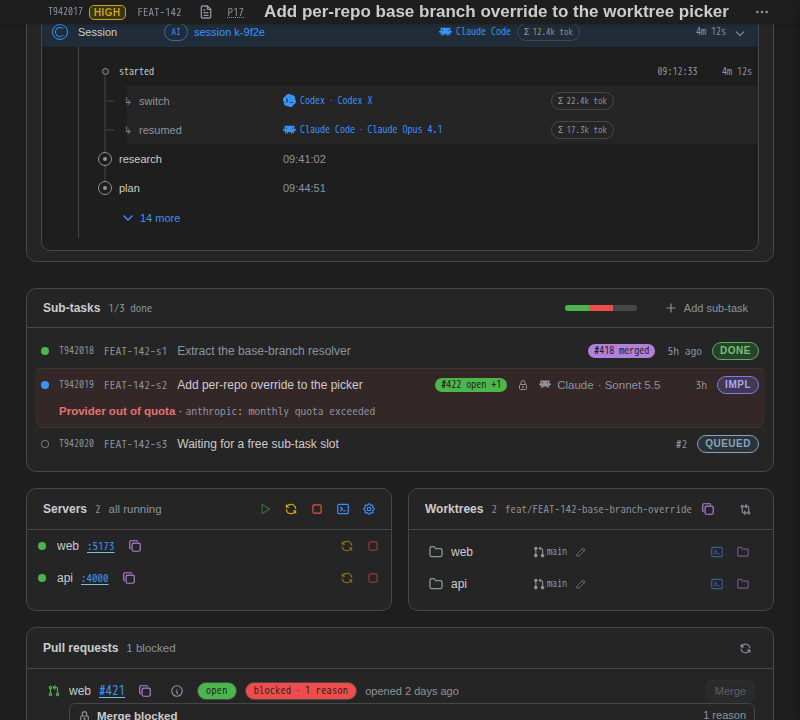 T942017 HIGH FEAT-142 P17 Add per-repo base branch override to the worktree picker
Session AI session k-9f2e Claude Code Σ 12.4k tok 4m 12s
started 09:12:33 4m 12s
↳ switch Codex · Codex X Σ 22.4k tok
↳ resumed Claude Code · Claude Opus 4.1 Σ 17.3k tok
research 09:41:02
plan 09:44:51
14 more
Sub-tasks 1/3 done Add sub-task
T942018 FEAT-142-s1 Extract the base-branch resolver #418 merged 5h ago DONE
T942019 FEAT-142-s2 Add per-repo override to the picker #422 open +1 Claude · Sonnet 5.5 3h IMPL
Provider out of quota · anthropic: monthly quota exceeded
T942020 FEAT-142-s3 Waiting for a free sub-task slot #2 QUEUED
Servers 2 all running
web :5173
api :4000
Worktrees 2 feat/FEAT-142-base-branch-override
web main
api main
Pull requests 1 blocked
web #421 open blocked · 1 reason opened 2 days ago Merge
Merge blocked 1 reason